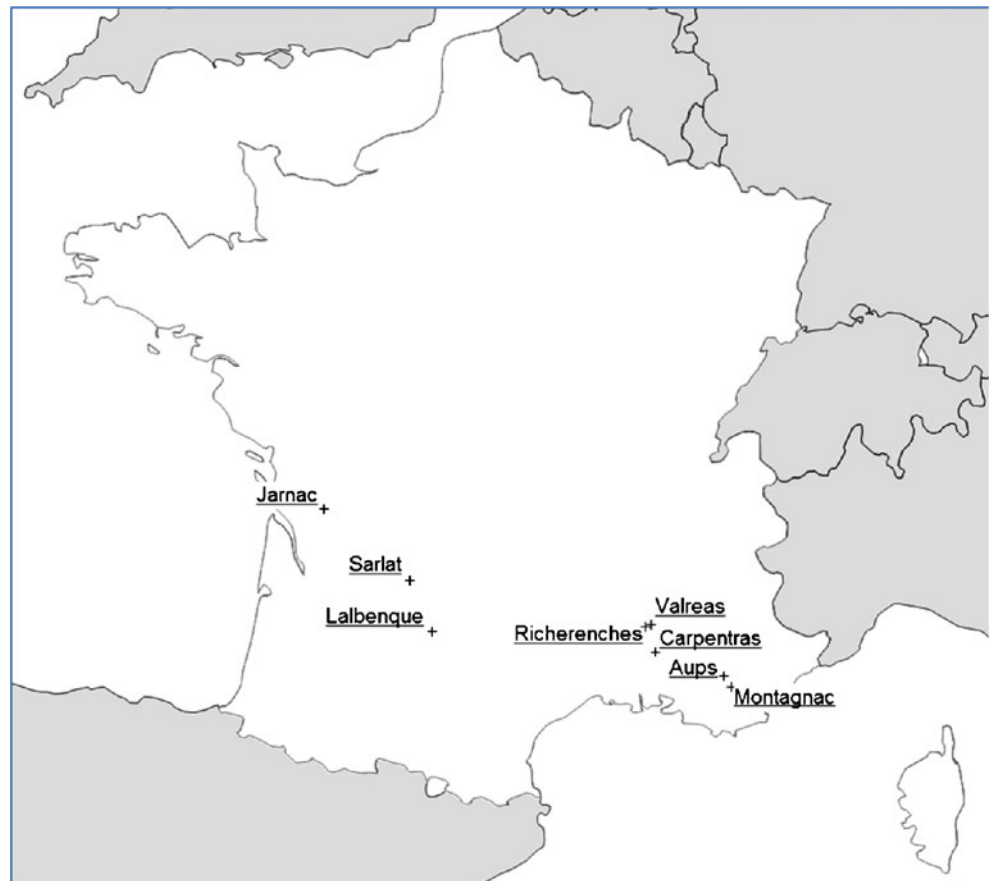 Jarnac
Sarlat
Lalbenque
Valreas
Richerenches
Carpentras
Aups
Montagnac